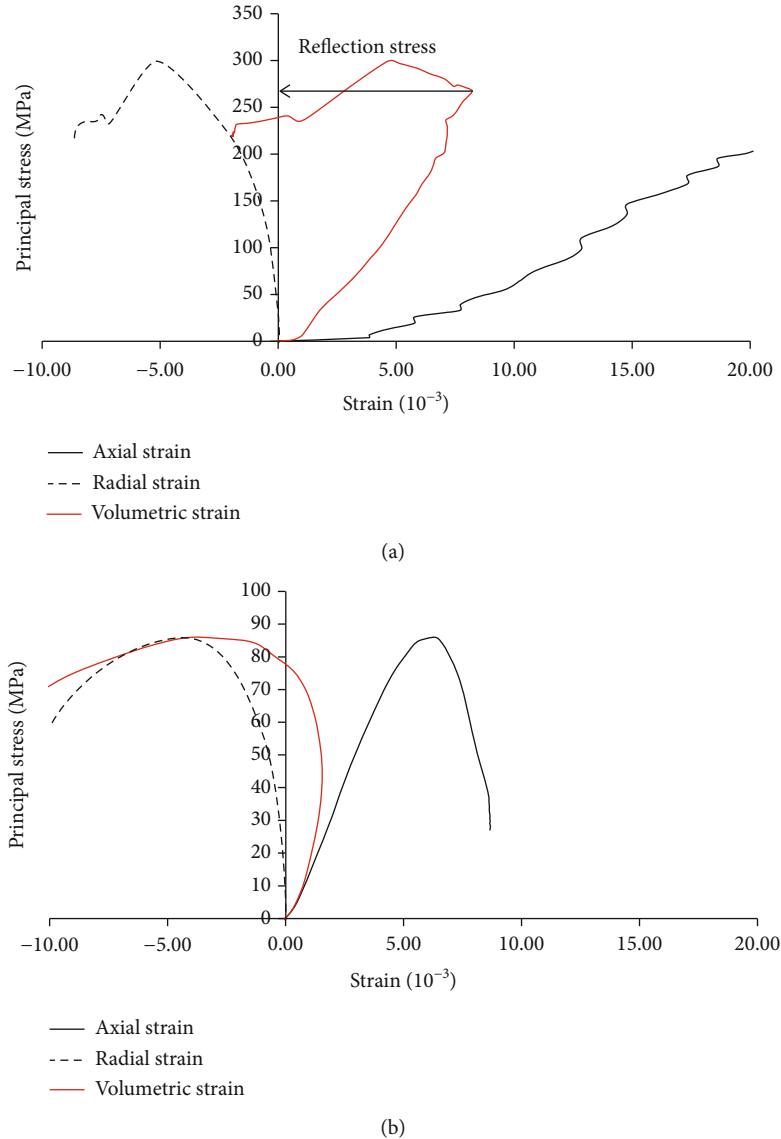 350
300
250
200
150
100
50
0
Principal stress (MPa)
Reflection stress
−10.00 −5.00 0.00 5.00 10.00 15.00 20.00
Strain (10⁻³)
Axial strain
Radial strain
Volumetric strain
(a)
100
90
80
70
60
50
40
30
20
10
0
Principal stress (MPa)
−10.00 −5.00 0.00 5.00 10.00 15.00 20.00
Strain (10⁻³)
Axial strain
Radial strain
Volumetric strain
(b)